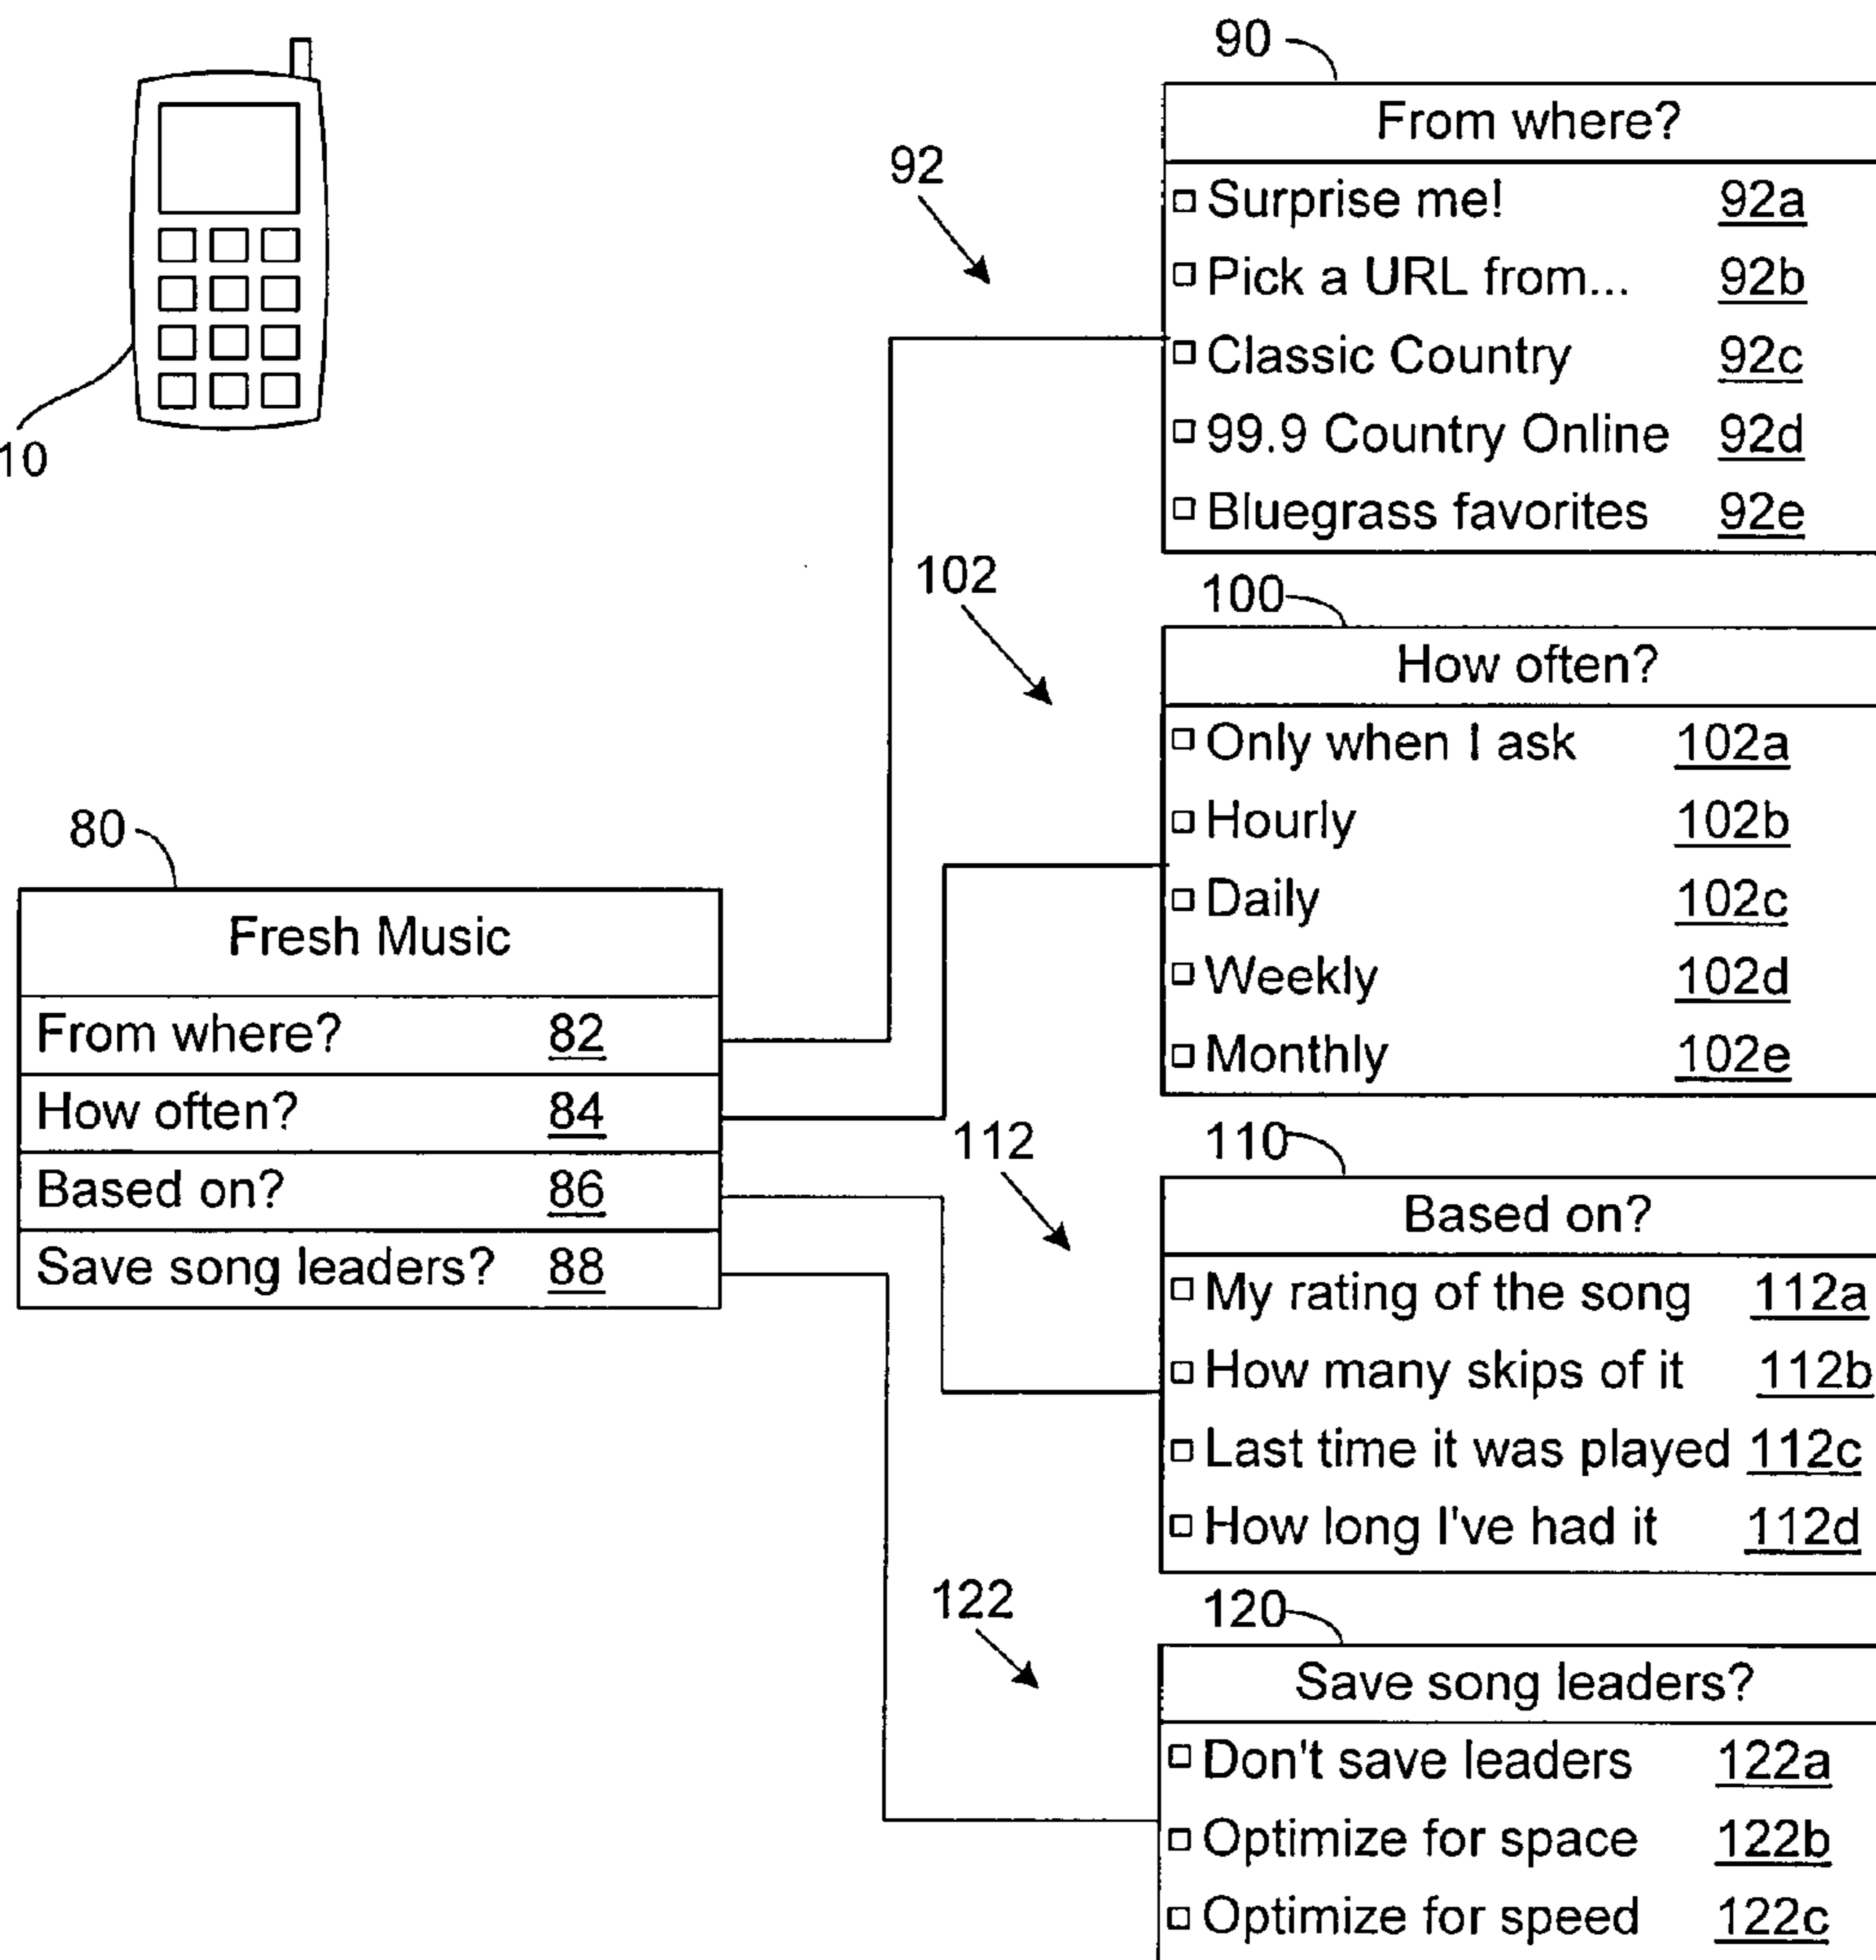 10
80
Fresh Music
From where? 82
How often? 84
Based on? 86
Save song leaders? 88
90
92
From where?
Surprise me! 92a
Pick a URL from... 92b
Classic Country 92c
99.9 Country Online 92d
Bluegrass favorites 92e
102
100
How often?
Only when I ask 102a
Hourly 102b
Daily 102c
Weekly 102d
Monthly 102e
112
110
Based on?
My rating of the song 112a
How many skips of it 112b
Last time it was played 112c
How long I've had it 112d
122
120
Save song leaders?
Don't save leaders 122a
Optimize for space 122b
Optimize for speed 122c